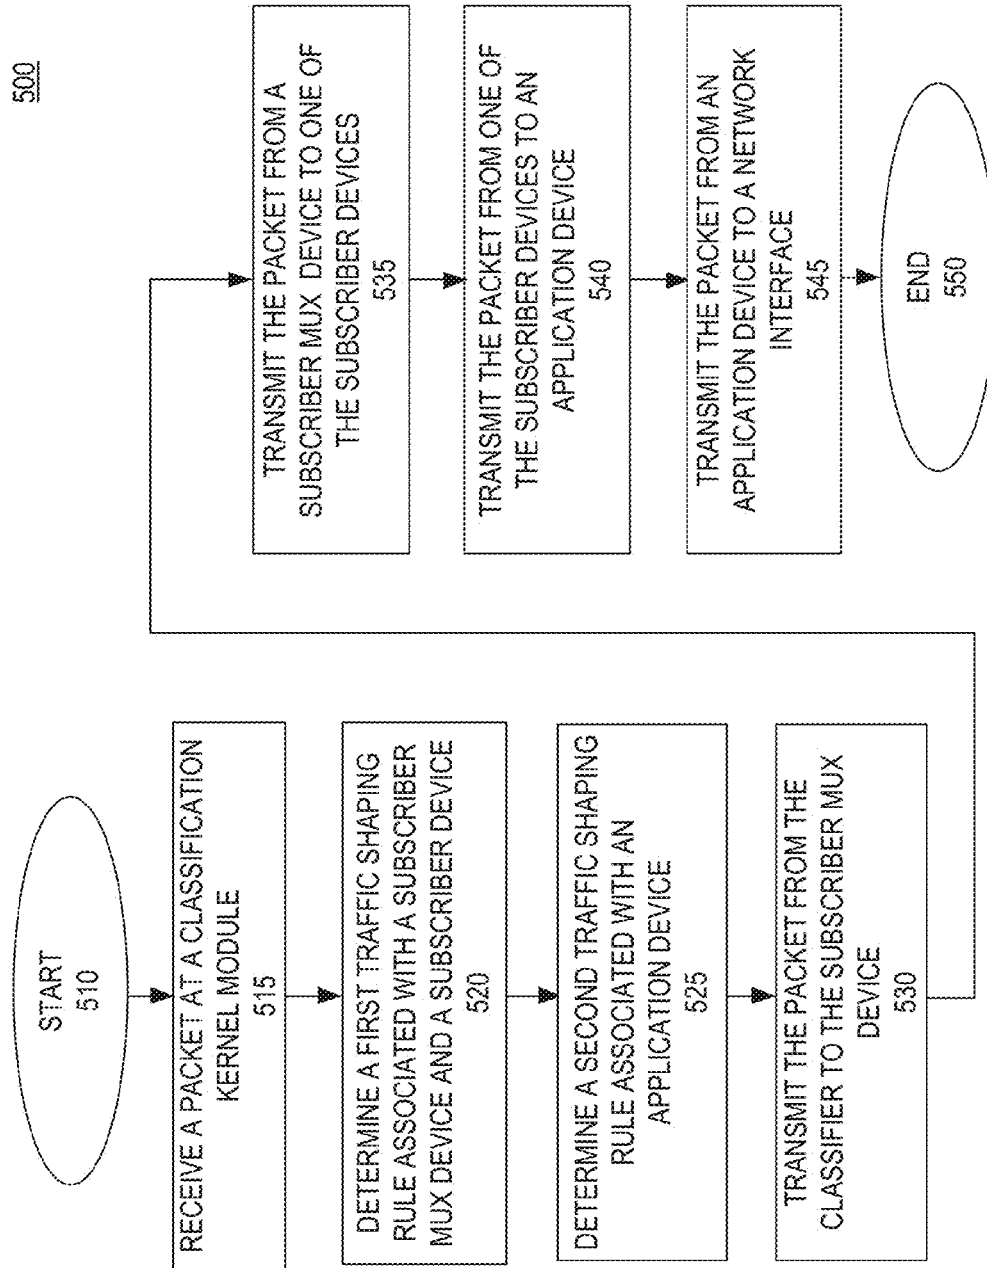 500
START
510
RECEIVE A PACKET AT A CLASSIFICATION
KERNEL MODULE
515
DETERMINE A FIRST TRAFFIC SHAPING
RULE ASSOCIATED WITH A SUBSCRIBER
MUX DEVICE AND A SUBSCRIBER DEVICE
520
DETERMINE A SECOND TRAFFIC SHAPING
RULE ASSOCIATED WITH AN
APPLICATION DEVICE
525
TRANSMIT THE PACKET FROM THE
CLASSIFIER TO THE SUBSCRIBER MUX
DEVICE
530
TRANSMIT THE PACKET FROM A
SUBSCRIBER MUX DEVICE TO ONE OF
THE SUBSCRIBER DEVICES
535
TRANSMIT THE PACKET FROM ONE OF
THE SUBSCRIBER DEVICES TO AN
APPLICATION DEVICE
540
TRANSMIT THE PACKET FROM AN
APPLICATION DEVICE TO A NETWORK
INTERFACE
545
END
550